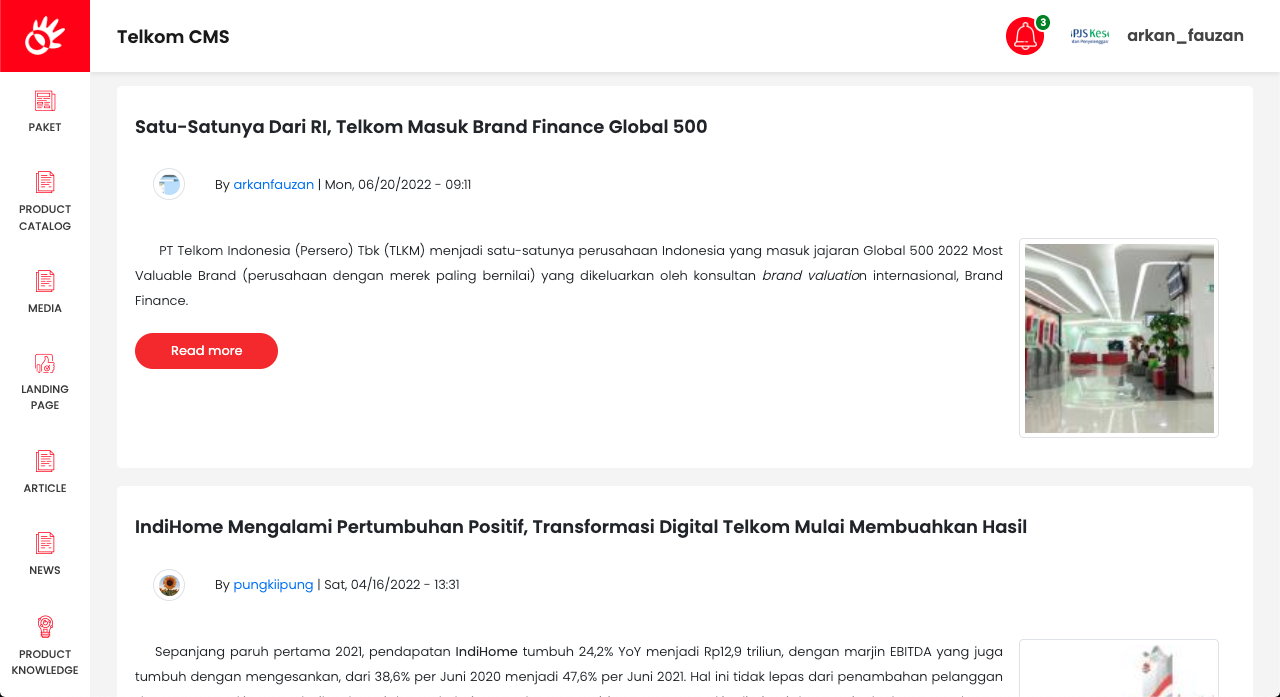 Telkom CMS
3
PJS Kese
arkan_fauzan
PAKET
PRODUCT
CATALOG
MEDIA
LANDING
PAGE
ARTICLE
NEWS
PRODUCT
KNOWLEDGE
Satu-Satunya Dari RI, Telkom Masuk Brand Finance Global 500
By arkanfauzan | Mon, 06/20/2022 - 09:11
PT Telkom Indonesia (Persero) Tbk (TLKM) menjadi satu-satunya perusahaan Indonesia yang masuk jajaran Global 500 2022 Most
Valuable Brand (perusahaan dengan merek paling bernilai) yang dikeluarkan oleh konsultan brand valuation internasional, Brand
Finance.
Read more
IndiHome Mengalami Pertumbuhan Positif, Transformasi Digital Telkom Mulai Membuahkan Hasil
By pungkiipung | Sat, 04/16/2022 - 13:31
Sepanjang paruh pertama 2021, pendapatan IndiHome tumbuh 24,2% YoY menjadi Rp12,9 triliun, dengan marjin EBITDA yang juga
tumbuh dengan mengesankan, dari 38,6% per Juni 2020 menjadi 47,6% per Juni 2021. Hal ini tidak lepas dari penambahan pelanggan